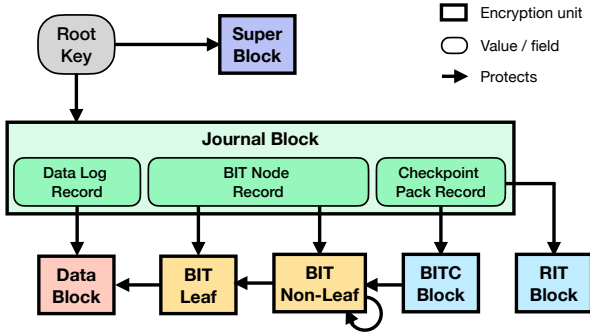 Root
Key
Super
Block
Encryption unit
Value / field
Protects
Journal Block
Data Log
Record
BIT Node
Record
Checkpoint
Pack Record
Data
Block
BIT
Leaf
BIT
Non-Leaf
BITC
Block
RIT
Block